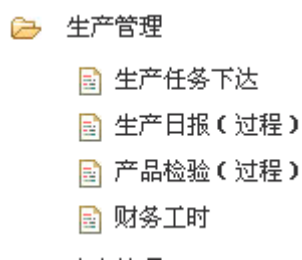 生产管理
生产任务下达
生产日报（过程）
产品检验（过程）
财务工时